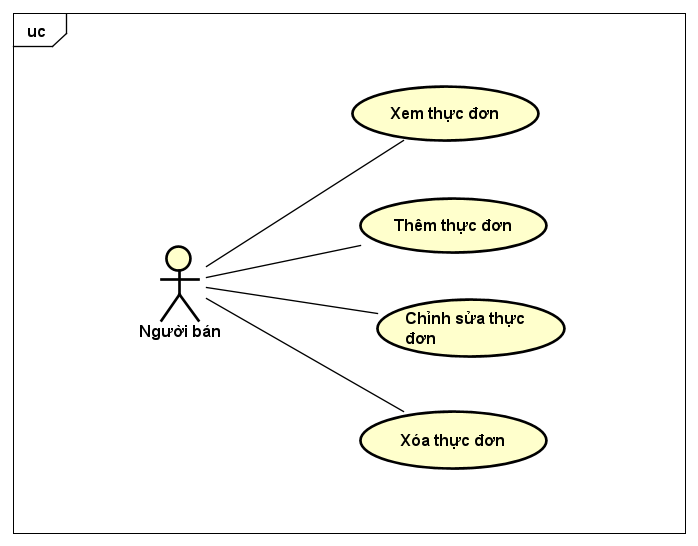 uc
Xem thực đơn
Thêm thực đơn
Người bán
Chỉnh sửa thực
đơn
Xóa thực đơn